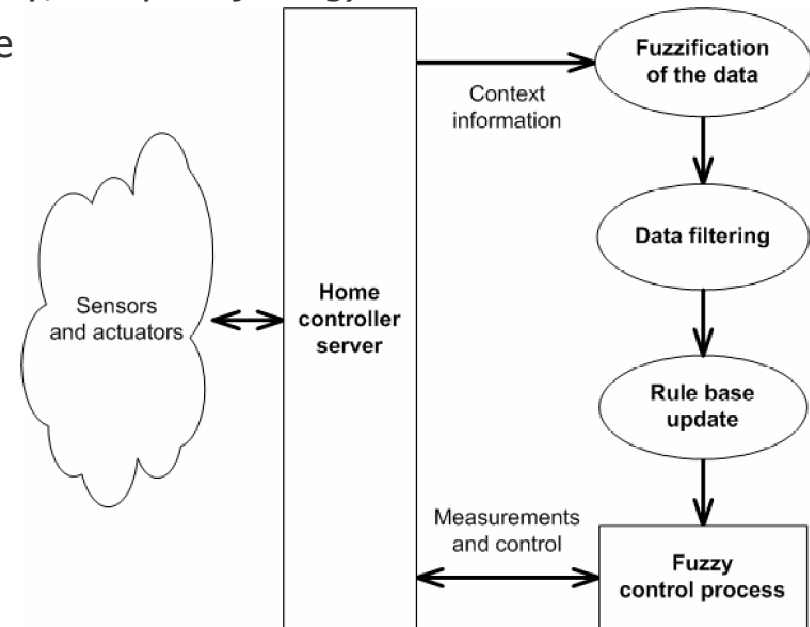 e
Fuzzification
of the data
Context
information
Data filtering
Sensors
and actuators
Home
controller
server
Rule base
update
Measurements
and control
Fuzzy
control process